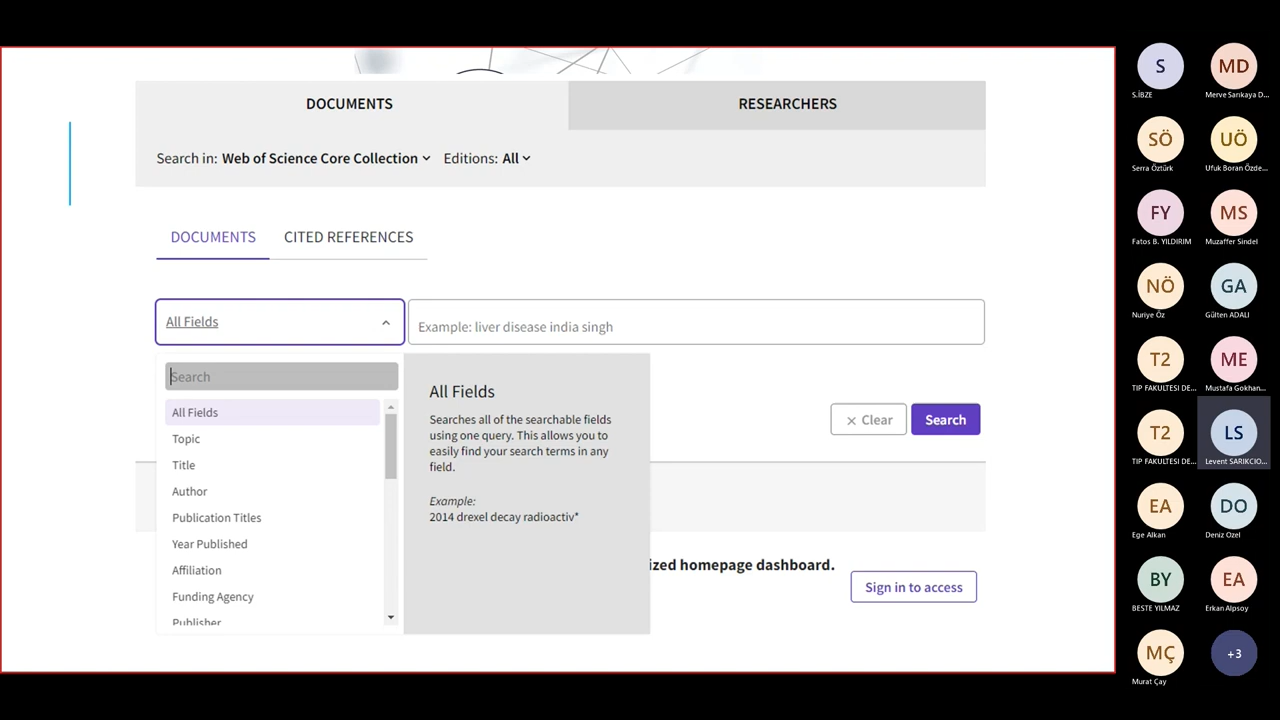 DOCUMENTS
RESEARCHERS
Search in: Web of Science Core Collection Editions: All
DOCUMENTS
CITED REFERENCES
All Fields
Example: liver disease india singh
Search
All Fields
Topic
Title
Author
Publication Titles
Year Published
Affiliation
Funding Agency
Publisher
All Fields
Searches all of the searchable fields
using one query. This allows you to
easily find your search terms in any
field.
Example:
2014 drexel decay radioactiv*
× Clear
Search
ized homepage dashboard.
Sign in to access
S
S.İBZE
MD
Merve Sarıkaya D...
SÖ
Serra Öztürk
UÖ
Ufuk Boran Özde...
FY
Fatos B. YILDIRIM
MS
Muzaffer Sindel
NÖ
Nuriye Öz
GA
Gülten ADALI
T2
TIP FAKULTESI DE...
ME
Mustafa Gokhan...
T2
TIP FAKULTESI DE...
LS
Levent SARIKCIO...
EA
Ege Alkan
DO
Deniz Ozel
BY
BESTE YILMAZ
EA
Erkan Alpsoy
MÇ
Murat Çay
+3